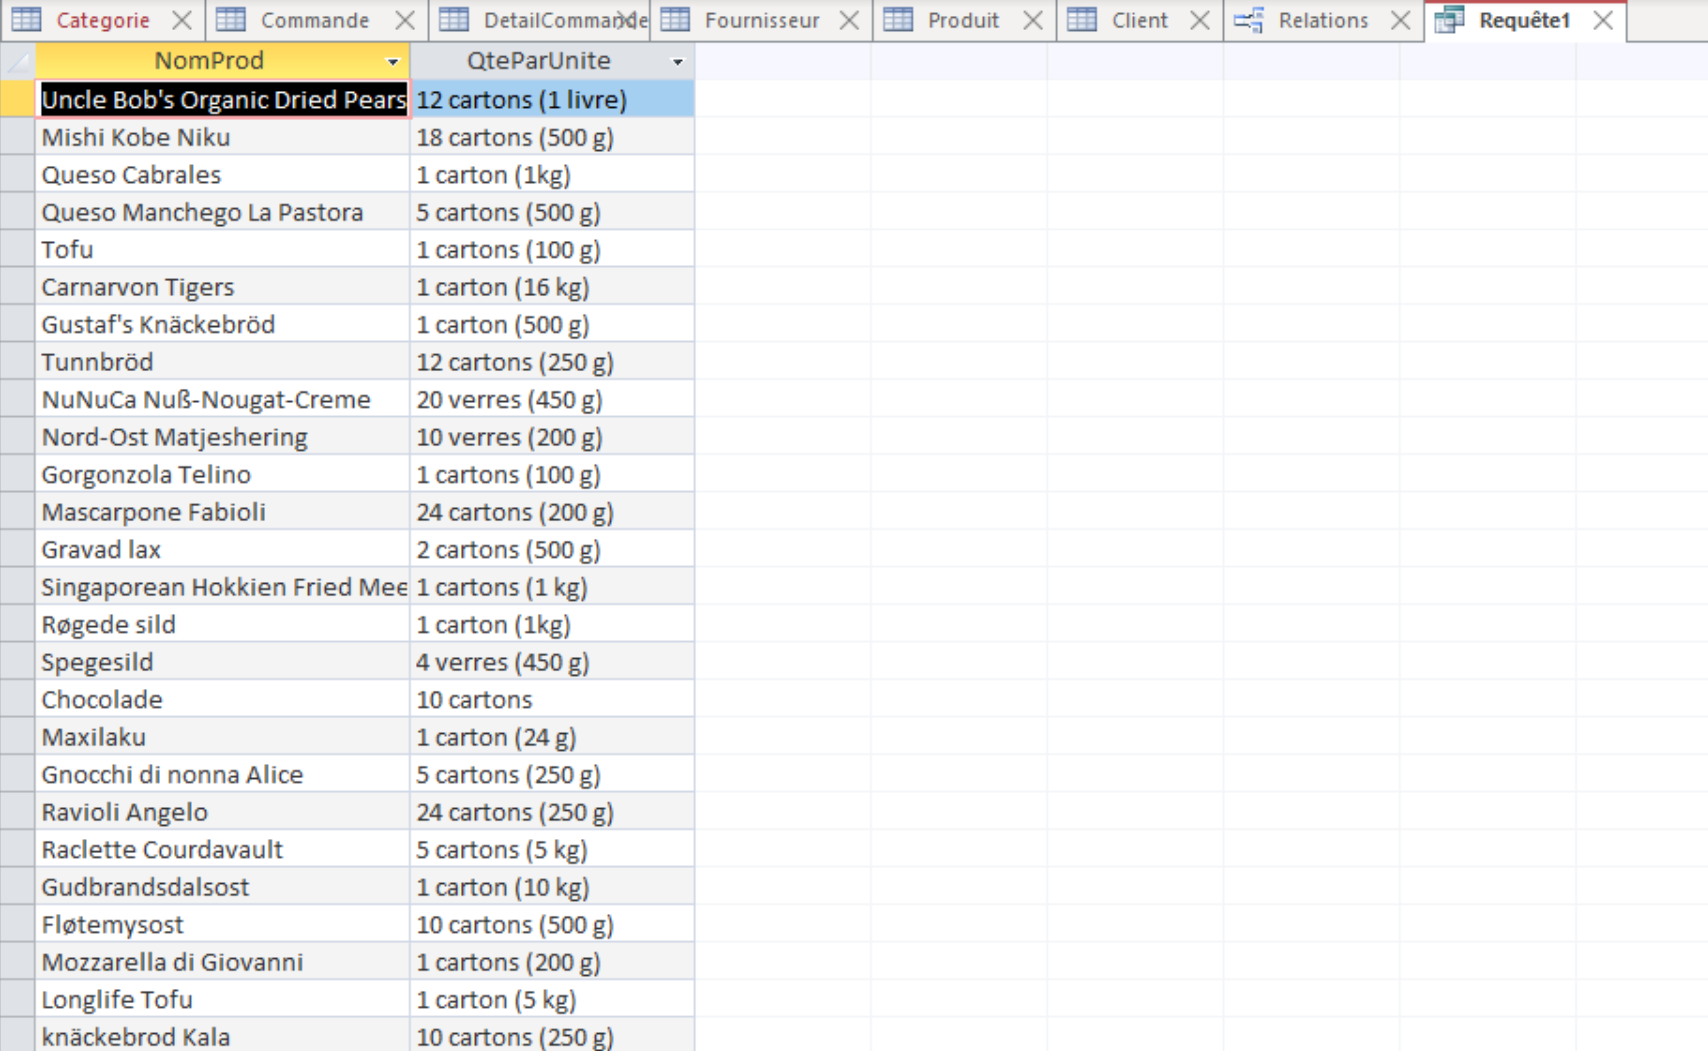 Categorie Commande DetailCommande Fournisseur Produit Client Relations Requête1
NomProd QteParUnite
Uncle Bob's Organic Dried Pears 12 cartons (1 livre)
Mishi Kobe Niku 18 cartons (500 g)
Queso Cabrales 1 carton (1kg)
Queso Manchego La Pastora 5 cartons (500 g)
Tofu 1 cartons (100 g)
Carnarvon Tigers 1 carton (16 kg)
Gustaf's Knäckebröd 1 carton (500 g)
Tunnbröd 12 cartons (250 g)
NuNuCa Nuß-Nougat-Creme 20 verres (450 g)
Nord-Ost Matjeshering 10 verres (200 g)
Gorgonzola Telino 1 cartons (100 g)
Mascarpone Fabioli 24 cartons (200 g)
Gravad lax 2 cartons (500 g)
Singaporean Hokkien Fried Mee 1 cartons (1 kg)
Røgede sild 1 carton (1kg)
Spegesild 4 verres (450 g)
Chocolade 10 cartons
Maxilaku 1 carton (24 g)
Gnocchi di nonna Alice 5 cartons (250 g)
Ravioli Angelo 24 cartons (250 g)
Raclette Courdavault 5 cartons (5 kg)
Gudbrandsdalsost 1 carton (10 kg)
Fløtemysost 10 cartons (500 g)
Mozzarella di Giovanni 1 cartons (200 g)
Longlife Tofu 1 carton (5 kg)
knäckebrod Kala 10 cartons (250 g)